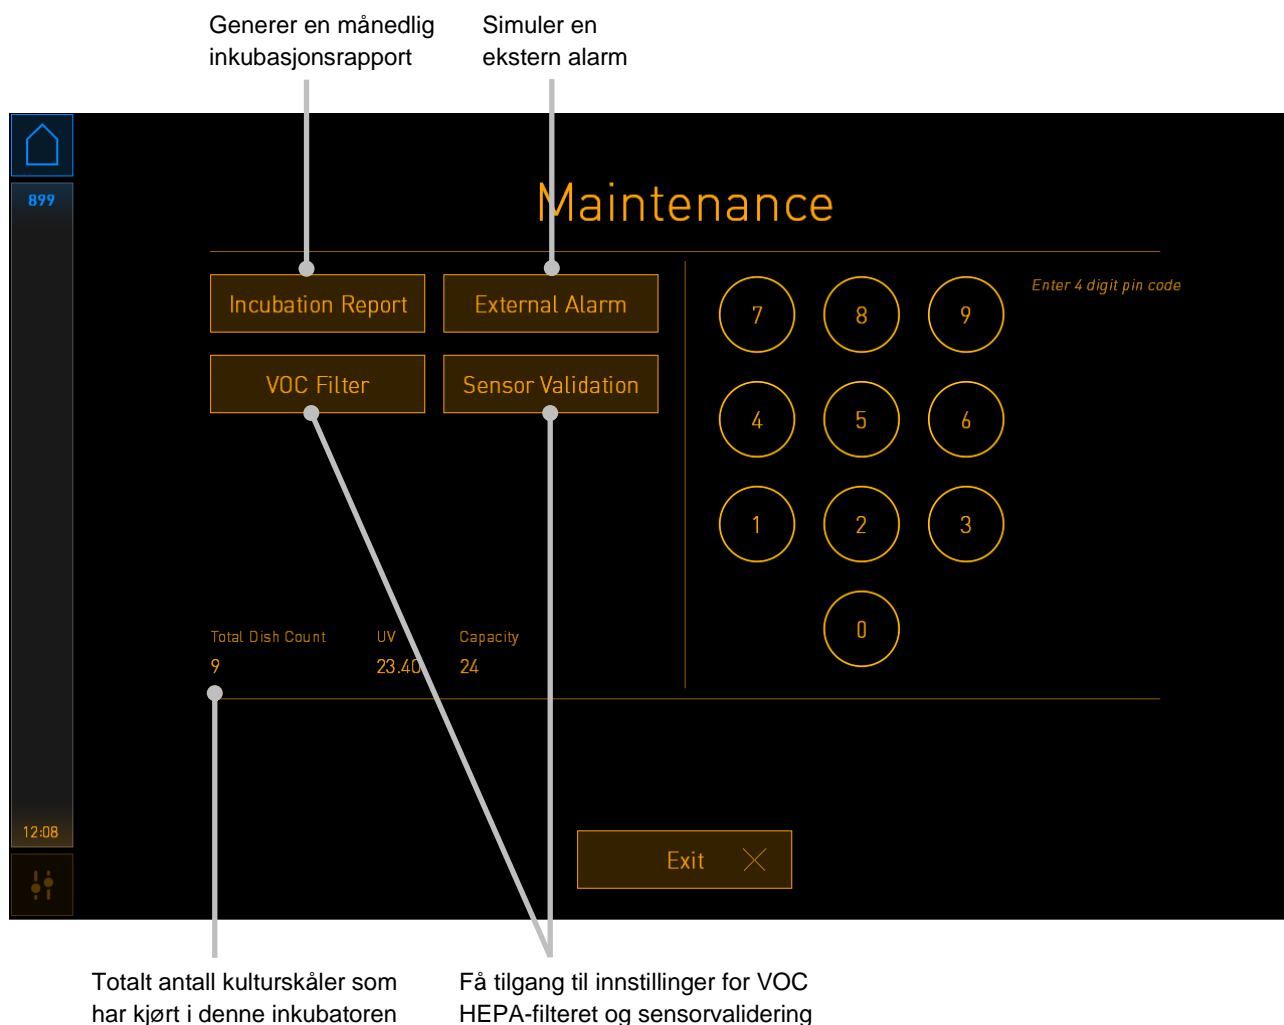 Generer en månedlig
inkubasjonsrapport
Simuler en
ekstern alarm
899
Maintenance
Incubation Report
External Alarm
VOC Filter
Sensor Validation
7 8 9
Enter 4 digit pin code
4 5 6
1 2 3
0
Total Dish Count UV Capacity
9 23.40 24
12:08
Exit
Totalt antall kulturskåler som
har kjørt i denne inkubatoren
Få tilgang til innstillinger for VOC
HEPA-filteret og sensorvalidering